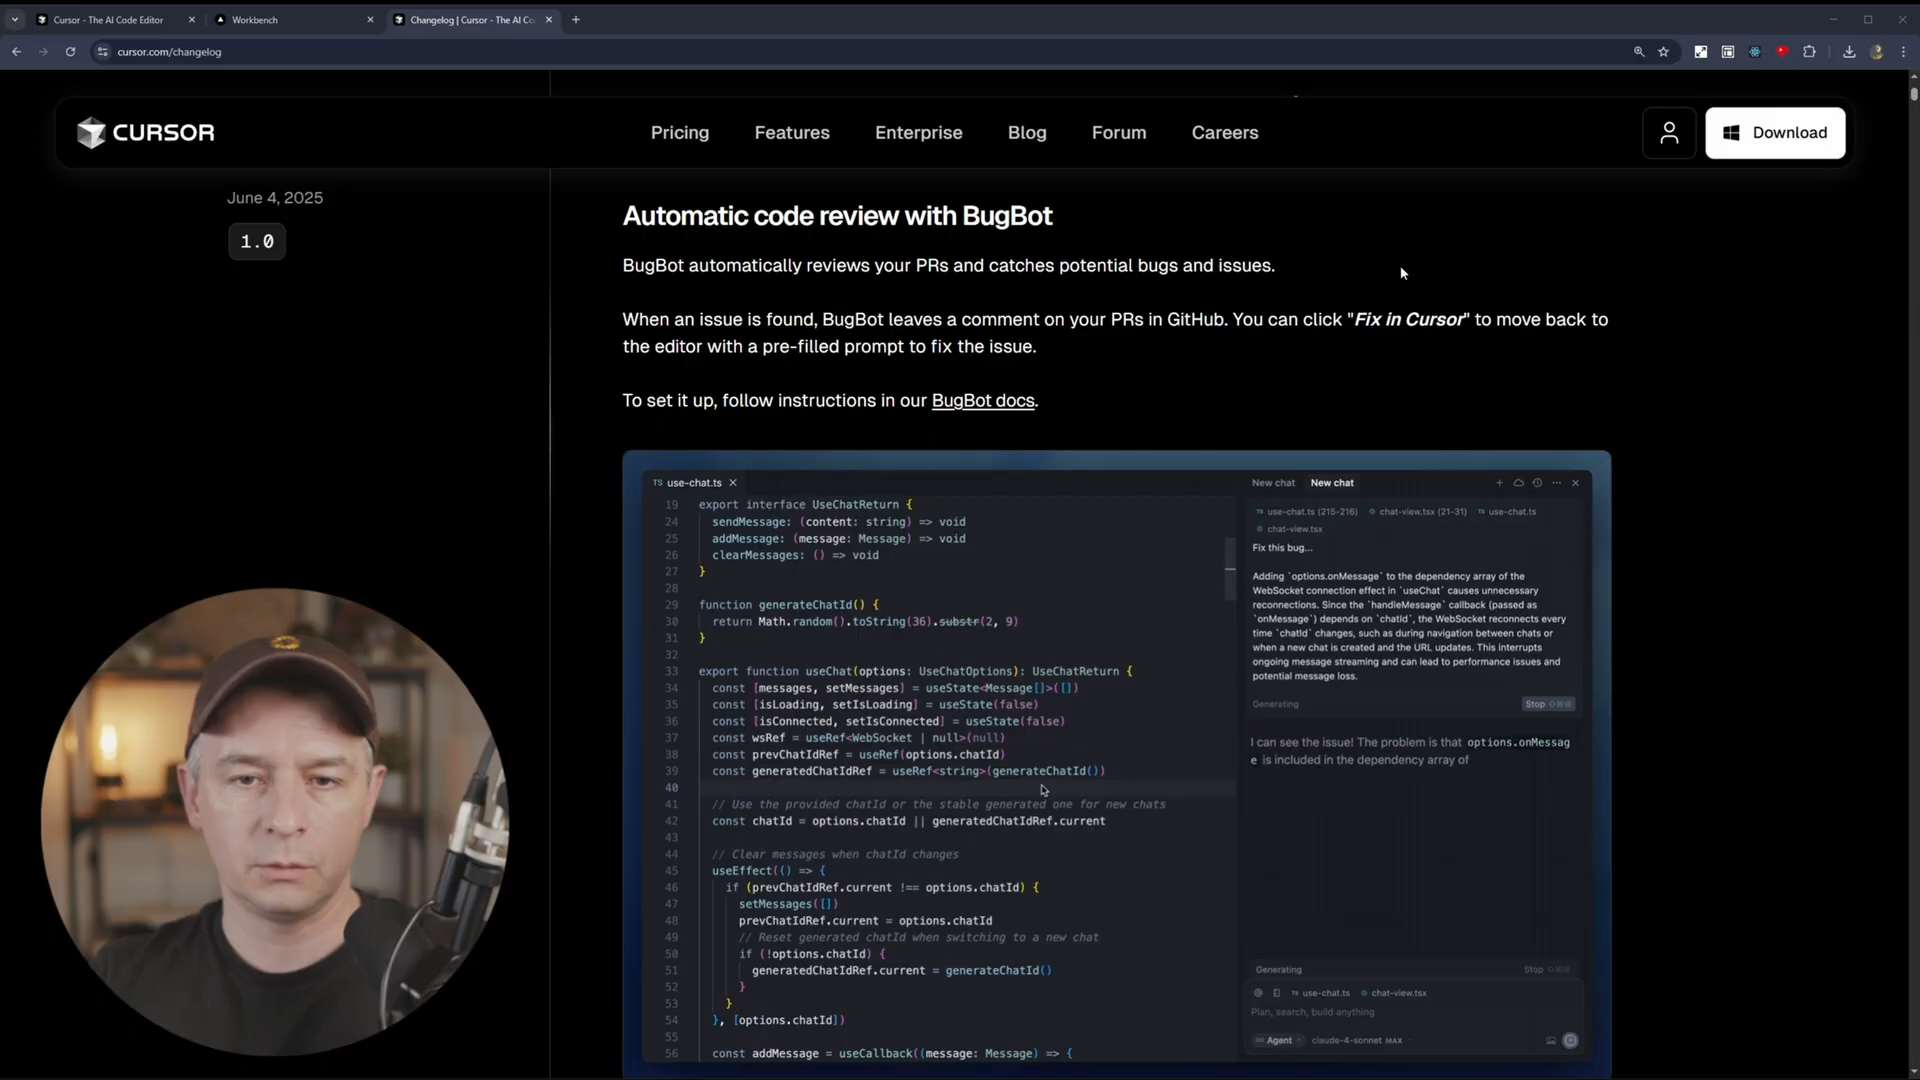 Cursor - The AI Code Editor
Workbench
Changelog | Cursor - The AI Co
cursor.com/changelog
CURSOR
Pricing
Features
Enterprise
Blog
Forum
Careers
Download
June 4, 2025
1.0
Automatic code review with BugBot
BugBot automatically reviews your PRs and catches potential bugs and issues.
When an issue is found, BugBot leaves a comment on your PRs in GitHub. You can click "Fix in Cursor" to move back to
the editor with a pre-filled prompt to fix the issue.
To set it up, follow instructions in our BugBot docs.
TS use-chat.ts
19 export interface UseChatReturn {
24 sendMessage: (content: string) => void
25 addMessage: (message: Message) => void
26 clearMessages: () => void
27 }
28
29 function generateChatId() {
30 return Math.random().toString(36).substr(2, 9)
31 }
32
33 export function useChat(options: UseChatOptions): UseChatReturn {
34 const [messages, setMessages] = useState<Message[]>([])
35 const [isLoading, setIsLoading] = useState(false)
36 const [isConnected, setIsConnected] = useState(false)
37 const wsRef = useRef<WebSocket | null>(null)
38 const prevChatIdRef = useRef(options.chatId)
39 const generatedChatIdRef = useRef<string>(generateChatId())
40
41 // Use the provided chatId or the stable generated one for new chats
42 const chatId = options.chatId || generatedChatIdRef.current
43
44 // Clear messages when chatId changes
45 useEffect(() => {
46 if (prevChatIdRef.current !== options.chatId) {
47 setMessages([])
48 prevChatIdRef.current = options.chatId
49 // Reset generated chatId when switching to a new chat
50 if (!options.chatId) {
51 generatedChatIdRef.current = generateChatId()
52 }
53 }
54 }, [options.chatId])
55
56 const addMessage = useCallback((message: Message) => {
New chat
New chat
TS use-chat.ts (215-216) chat-view.tsx (21-31) TS use-chat.ts
chat-view.tsx
Fix this bug...
Adding `options.onMessage` to the dependency array of the
WebSocket connection effect in `useChat` causes unnecessary
reconnections. Since the `handleMessage` callback (passed as
`onMessage`) depends on `chatId`, the WebSocket reconnects every
time `chatId` changes, such as during navigation between chats or
when a new chat is created and the URL updates. This interrupts
ongoing message streaming and can lead to performance issues and
potential message loss.
Generating
Stop
I can see the issue! The problem is that options.onMessag
e is included in the dependency array of
Generating
Stop
TS use-chat.ts chat-view.tsx
Plan, search, build anything
Agent
claude-4-sonnet MAX